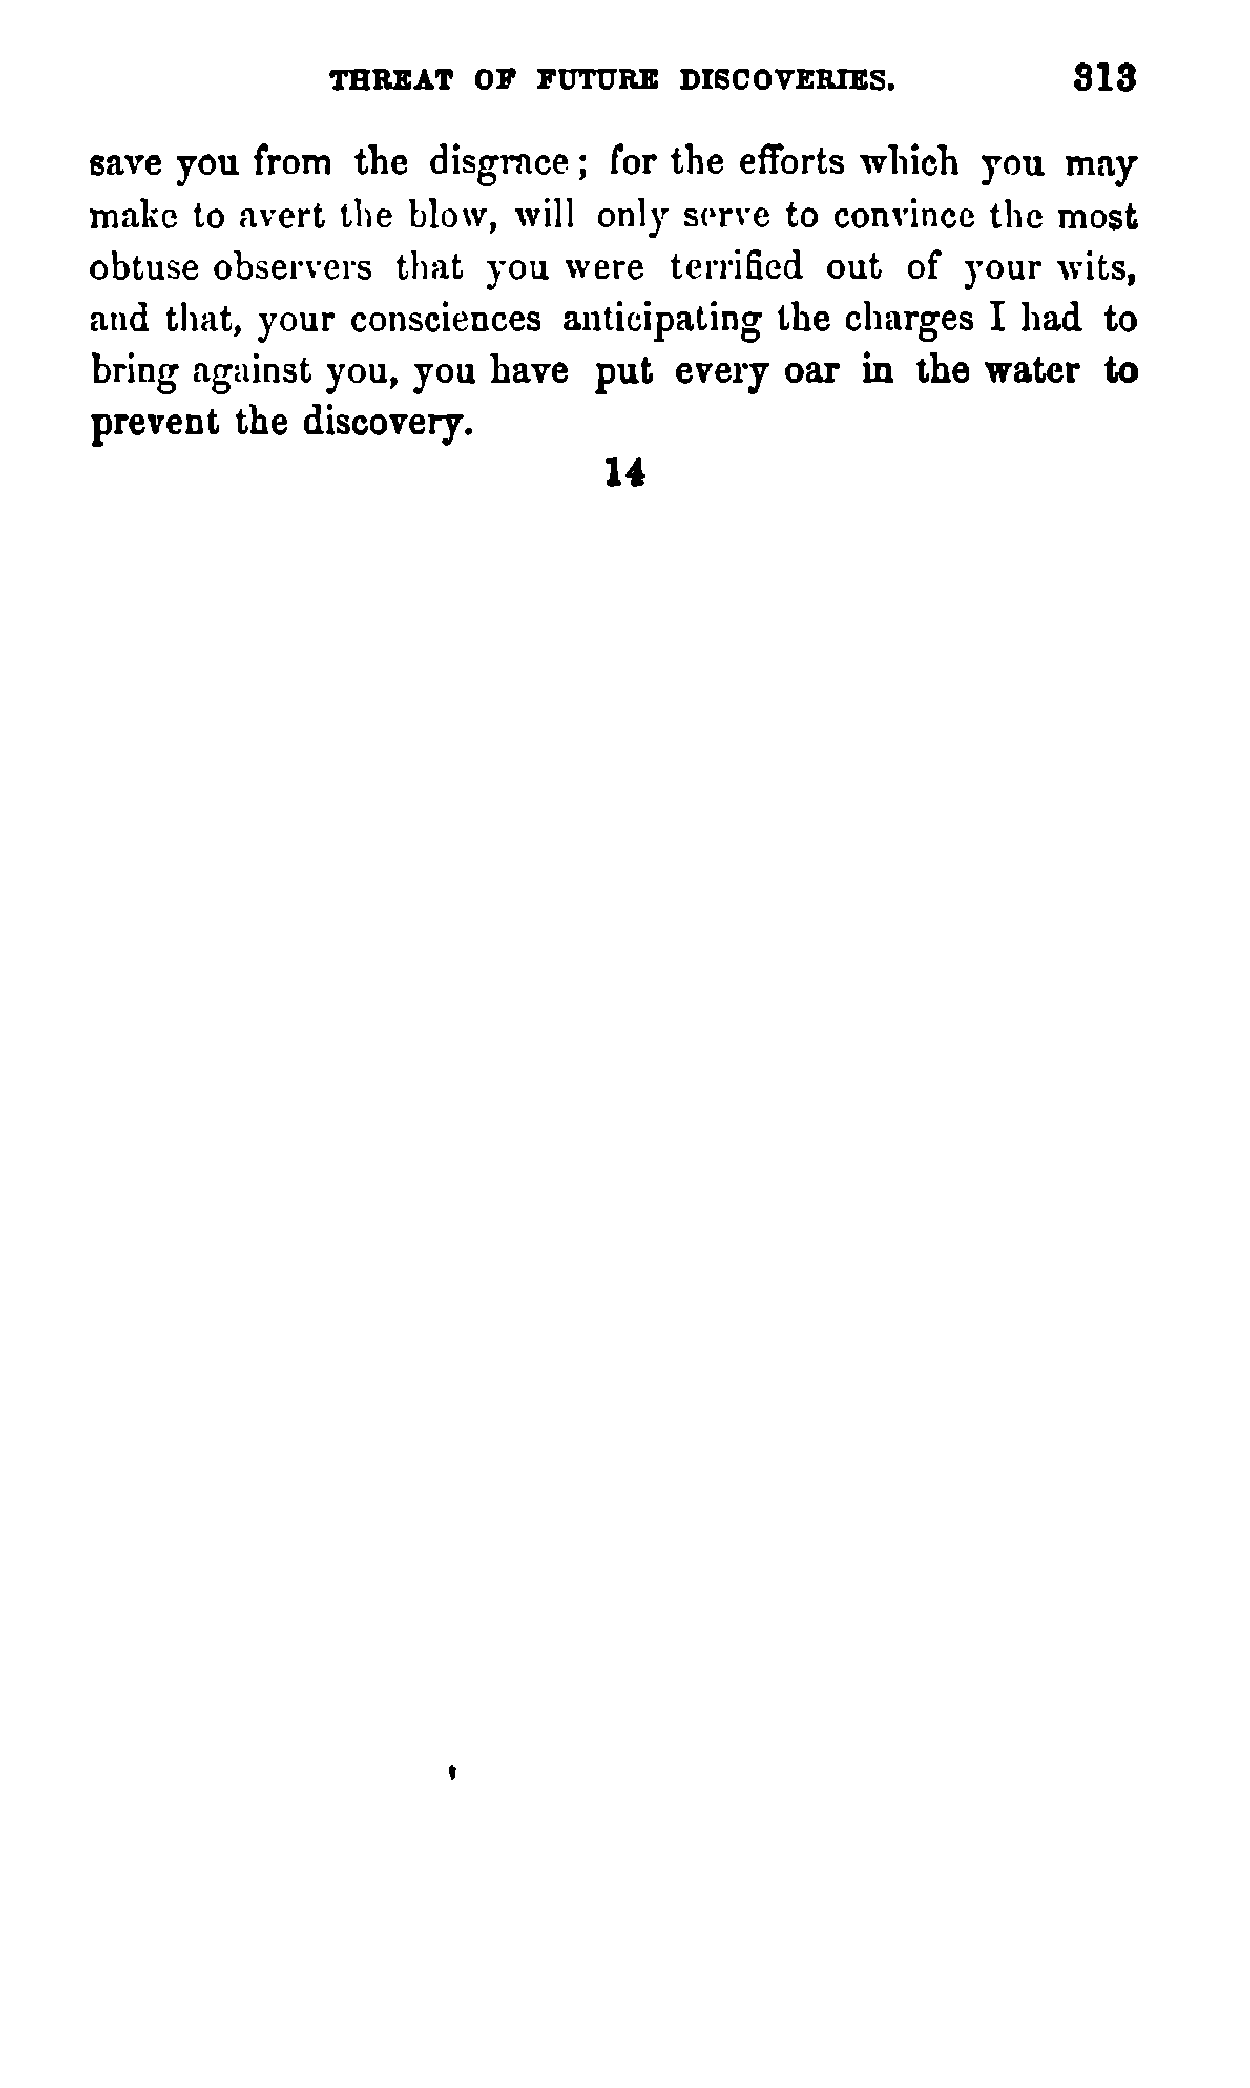 THREAT OF FUTURE DISCOVERIES. 313
save you from the disgrace; for the efforts which you may
make to avert the blow, will only serve to convince the most
obtuse observers that you were terrified out of your wits,
and that, your consciences anticipating the charges I had to
bring against you, you have put every oar in the water to
prevent the discovery.
14